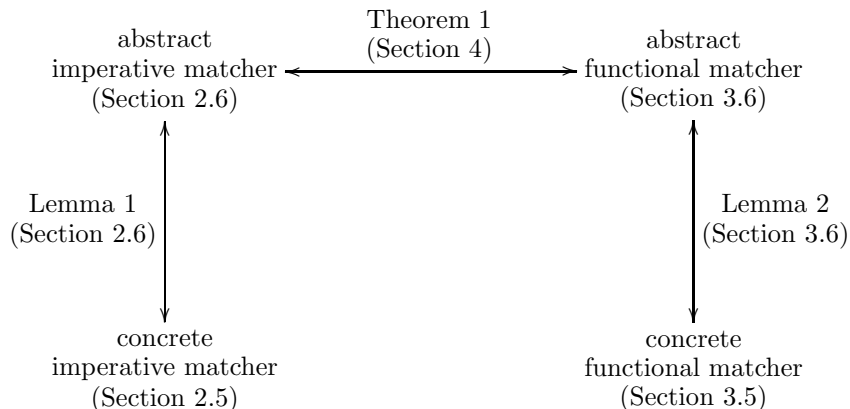 Theorem 1
(Section 4)
abstract
imperative matcher
(Section 2.6)
abstract
functional matcher
(Section 3.6)
Lemma 1
(Section 2.6)
Lemma 2
(Section 3.6)
concrete
imperative matcher
(Section 2.5)
concrete
functional matcher
(Section 3.5)